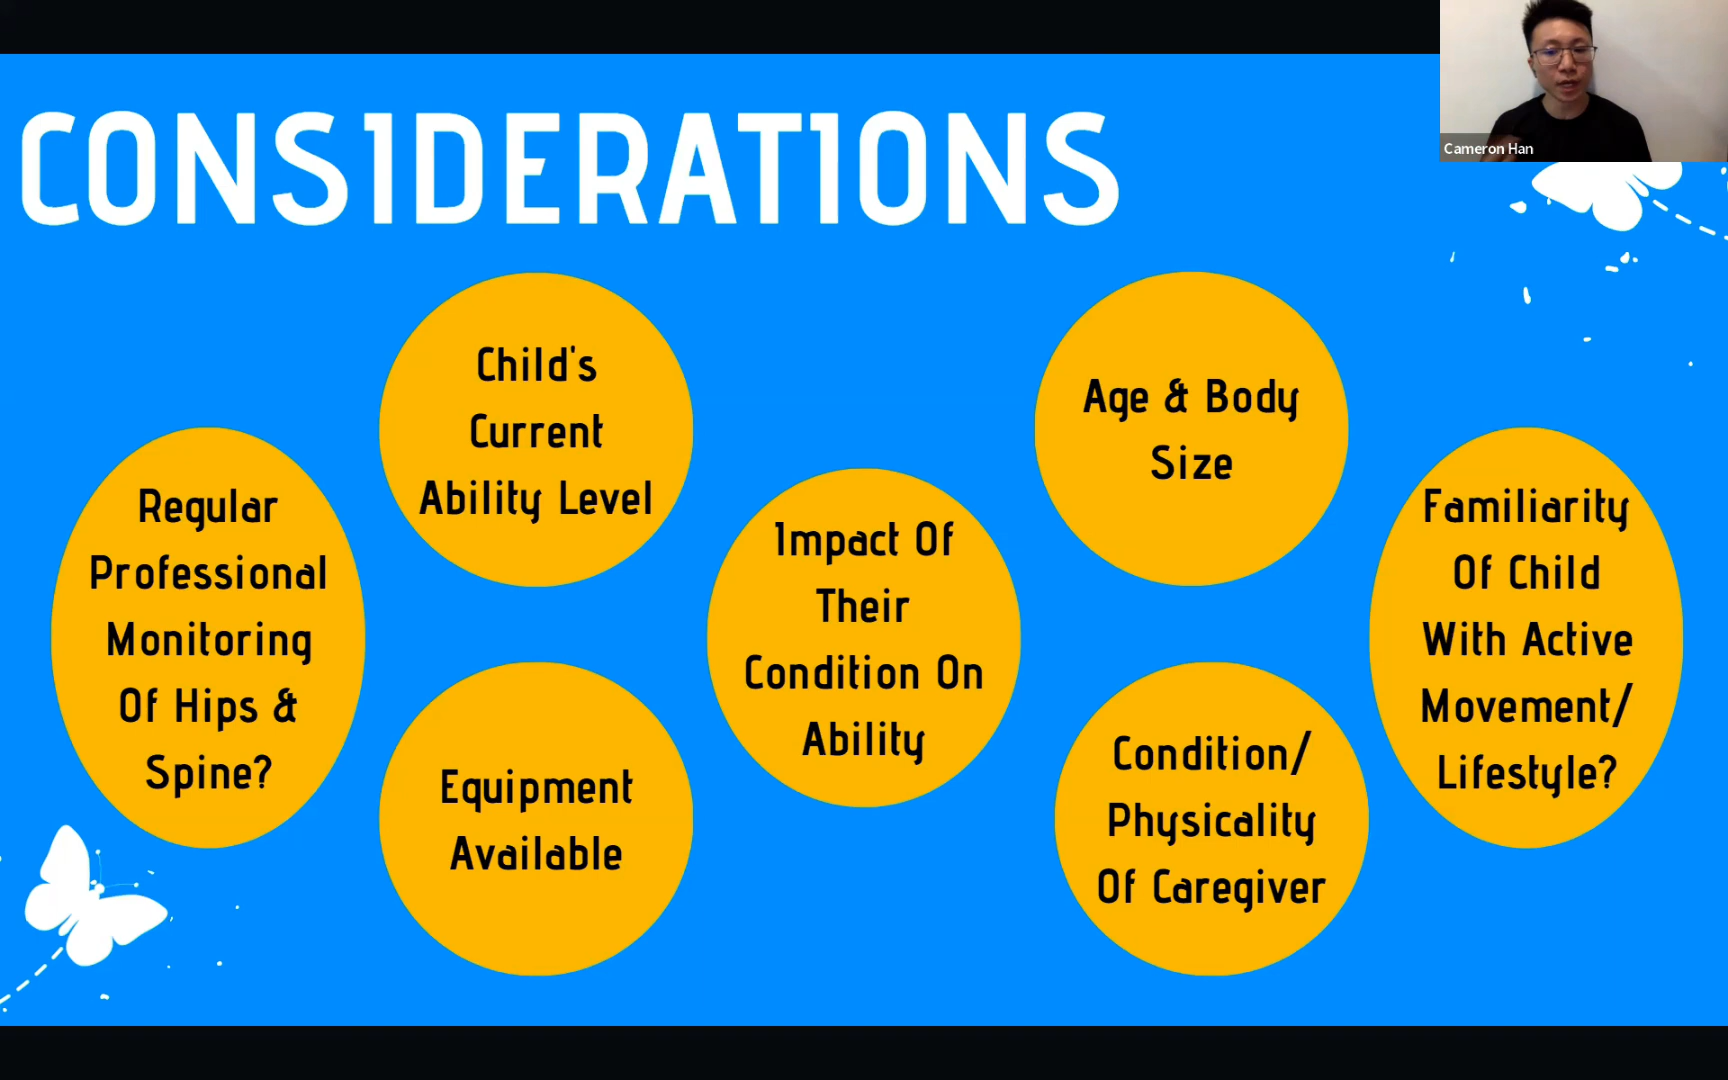 CONSIDERATIONS
Cameron Han
Child's
Current
Ability Level
Age & Body
Size
Regular
Professional
Monitoring
Of Hips &
Spine?
Impact Of
Their
Condition On
Ability
Familiarity
Of Child
With Active
Movement/
Lifestyle?
Equipment
Available
Condition/
Physicality
Of Caregiver